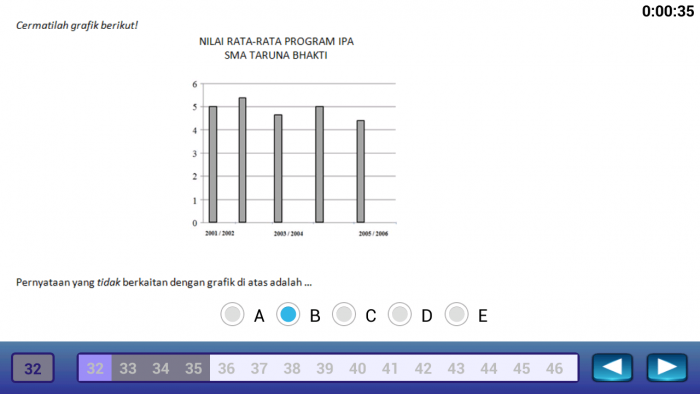 0:00:35
Cermatilah grafik berikut!
NILAI RATA-RATA PROGRAM IPA
SMA TARUNA BHAKTI
6
5
4
3
2
1
0
2001 / 2002 2003 / 2004 2005 / 2006
Pernyataan yang tidak berkaitan dengan grafik di atas adalah ...
A B C D E
32 32 33 34 35 36 37 38 39 40 41 42 43 44 45 46